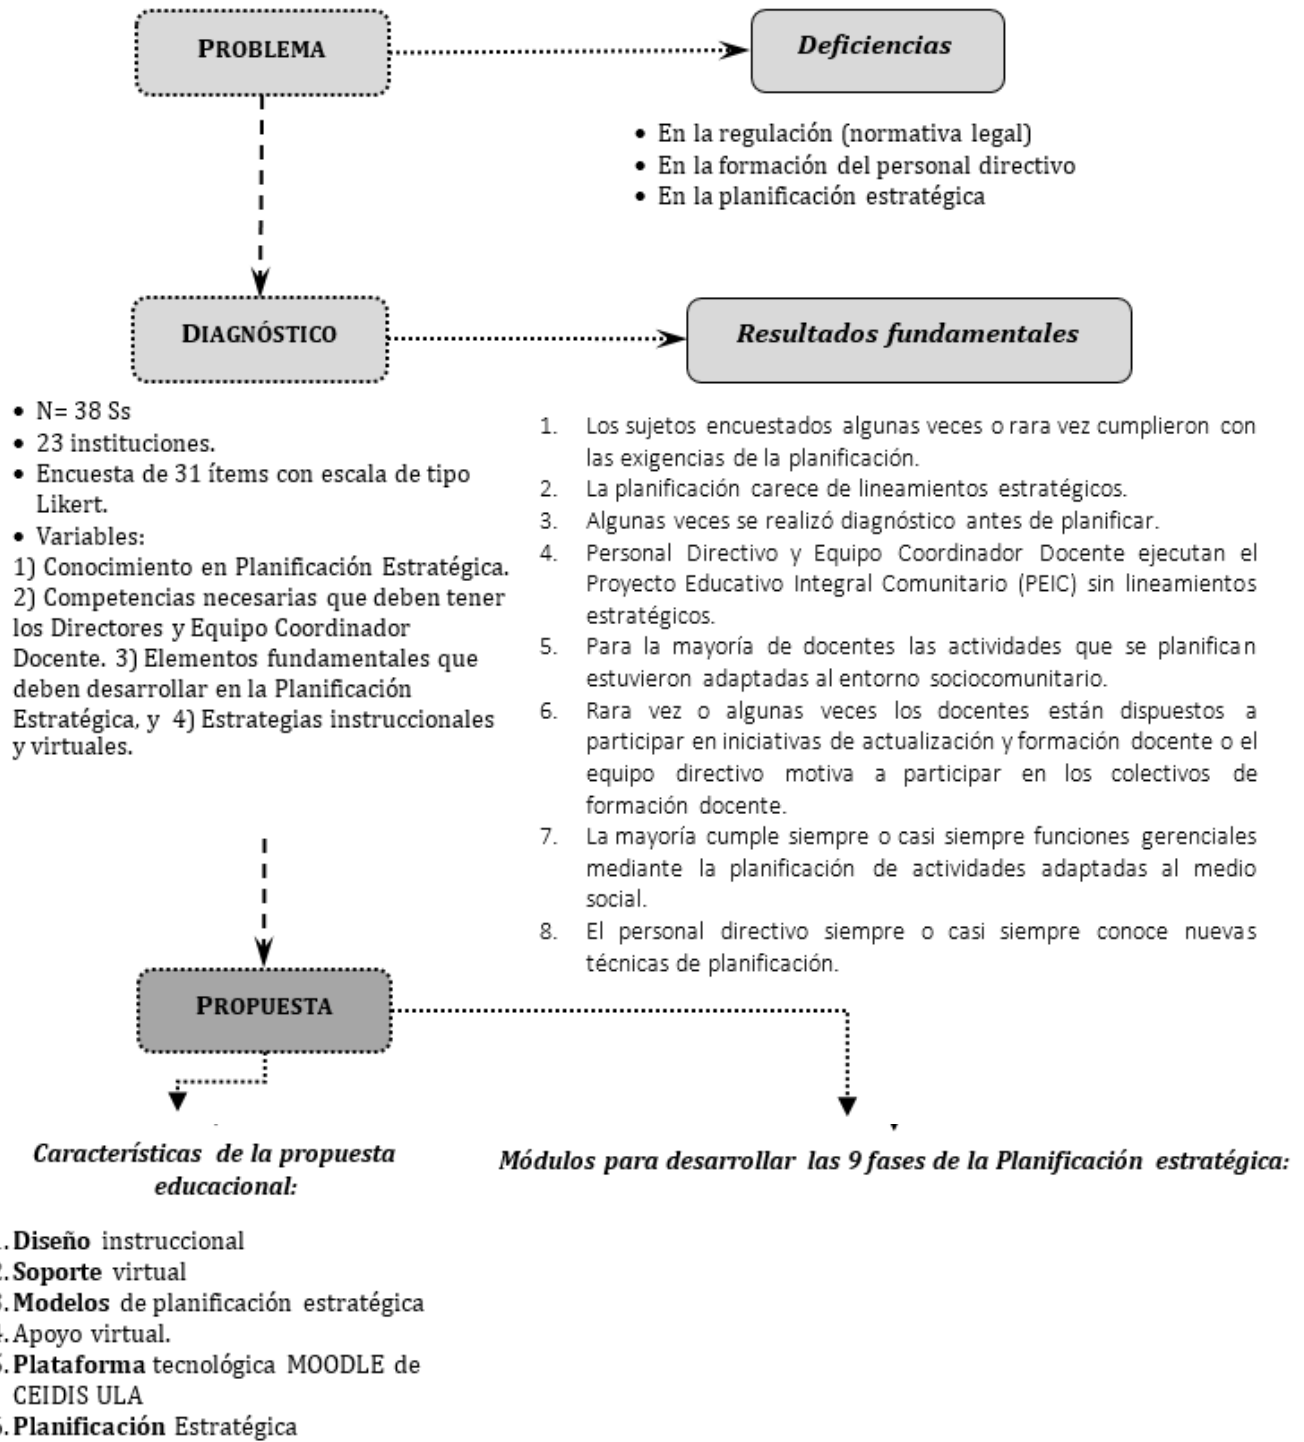 PROBLEMA
Deficiencias
• En la regulación (normativa legal)
• En la formación del personal directivo
• En la planificación estratégica
DIAGNÓSTICO
Resultados fundamentales
• N= 38 Ss
• 23 instituciones.
• Encuesta de 31 ítems con escala de tipo
Likert.
• Variables:
1) Conocimiento en Planificación Estratégica.
2) Competencias necesarias que deben tener
los Directores y Equipo Coordinador
Docente. 3) Elementos fundamentales que
deben desarrollar en la Planificación
Estratégica, y 4) Estrategias instruccionales
y virtuales.
1. Los sujetos encuestados algunas veces o rara vez cumplieron con
las exigencias de la planificación.
2. La planificación carece de lineamientos estratégicos.
3. Algunas veces se realizó diagnóstico antes de planificar.
4. Personal Directivo y Equipo Coordinador Docente ejecutan el
Proyecto Educativo Integral Comunitario (PEIC) sin lineamientos
estratégicos.
5. Para la mayoría de docentes las actividades que se planifican
estuvieron adaptadas al entorno sociocomunitario.
6. Rara vez o algunas veces los docentes están dispuestos a
participar en iniciativas de actualización y formación docente o el
equipo directivo motiva a participar en los colectivos de
formación docente.
7. La mayoría cumple siempre o casi siempre funciones gerenciales
mediante la planificación de actividades adaptadas al medio
social.
8. El personal directivo siempre o casi siempre conoce nuevas
técnicas de planificación.
PROPUESTA
Características de la propuesta
educacional:
Módulos para desarrollar las 9 fases de la Planificación estratégica:
. Diseño instruccional
. Soporte virtual
. Modelos de planificación estratégica
. Apoyo virtual.
. Plataforma tecnológica MOODLE de
CEIDIS ULA
. Planificación Estratégica